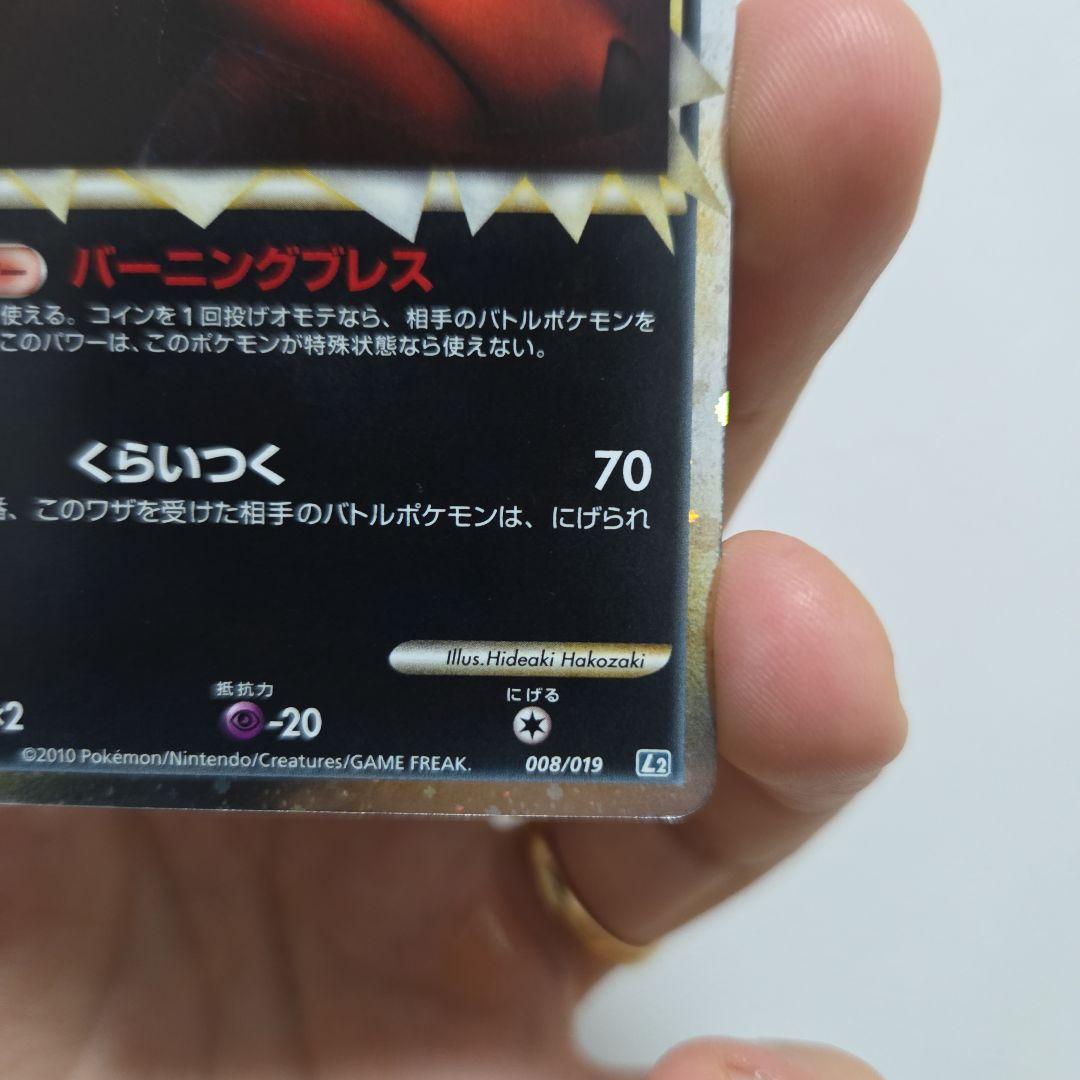 バーニングブレス
使える。コインを1回投げオモテなら、相手のバトルポケモンを
このパワーは、このポケモンが特殊状態なら使えない。
くらいつく 70
番、このワザを受けた相手のバトルポケモンは、にげられ
Illus.Hideaki Hakozaki
抵抗力 にげる
×2 -20
©2010 Pokémon/Nintendo/Creatures/GAME FREAK. 008/019 L2